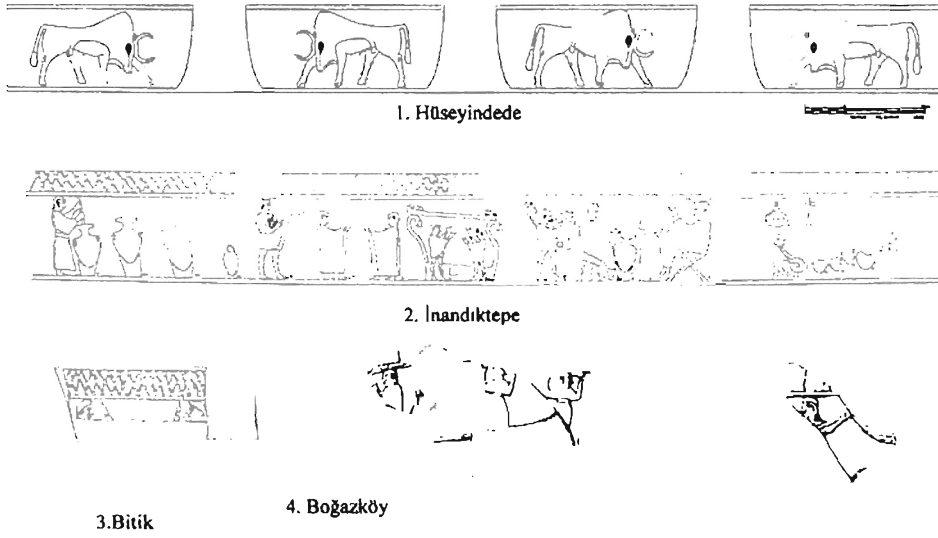 1. Hüseyindede
2. İnandıktepe
3.Bitik
4. Boğazköy